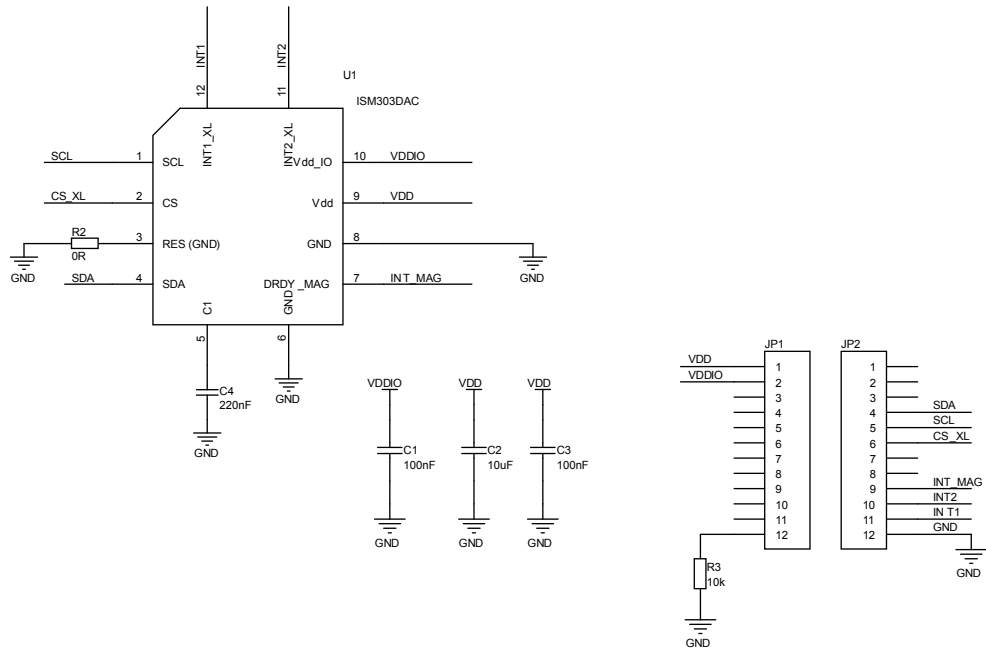 INT1
INT2
12
11
U1
ISM303DAC
INT1_XL
INT2_XL
SCL
1
SCL
Vdd_IO
10
VDDIO
CS_XL
2
CS
Vdd
9
VDD
R2
0R
3
RES (GND)
GND
8
GND
GND
SDA
4
SDA
DRDY _MAG
7
INT_MAG
C1
GND
5
6
C4
220nF
GND
GND
VDDIO
VDD
VDD
C1
100nF
C2
10uF
C3
100nF
GND
GND
GND
JP1
JP2
VDD
1
VDDIO
2
3
4
5
6
7
8
9
10
11
12
R3
10k
GND
1
2
3
4
SDA
5
SCL
6
CS_XL
7
8
9
INT_MAG
10
INT2
11
IN T1
12
GND
GND